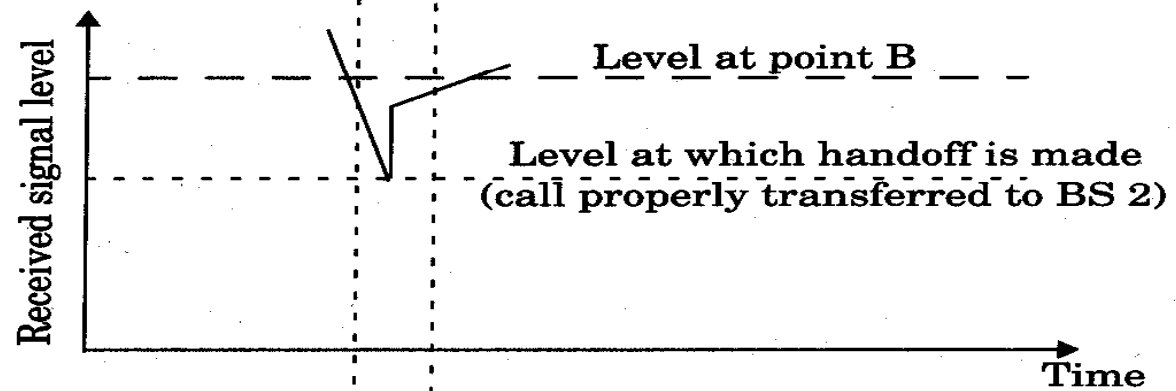 Received signal level
Level at point B
Level at which handoff is made
(call properly transferred to BS 2)
Time